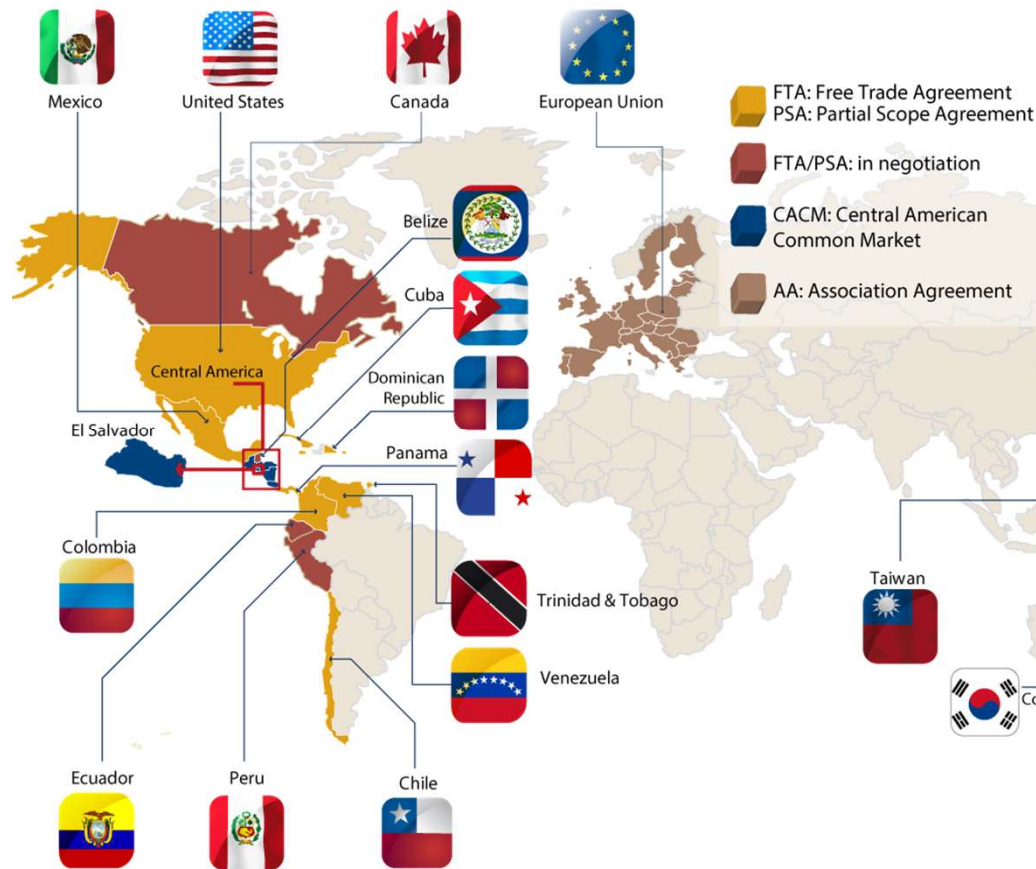 Mexico
United States
Canada
European Union
FTA: Free Trade Agreement
PSA: Partial Scope Agreement
FTA/PSA: in negotiation
CACM: Central American
Common Market
AA: Association Agreement
Belize
Cuba
Dominican
Republic
Central America
El Salvador
Panama
Colombia
Trinidad & Tobago
Venezuela
Taiwan
Ecuador
Peru
Chile